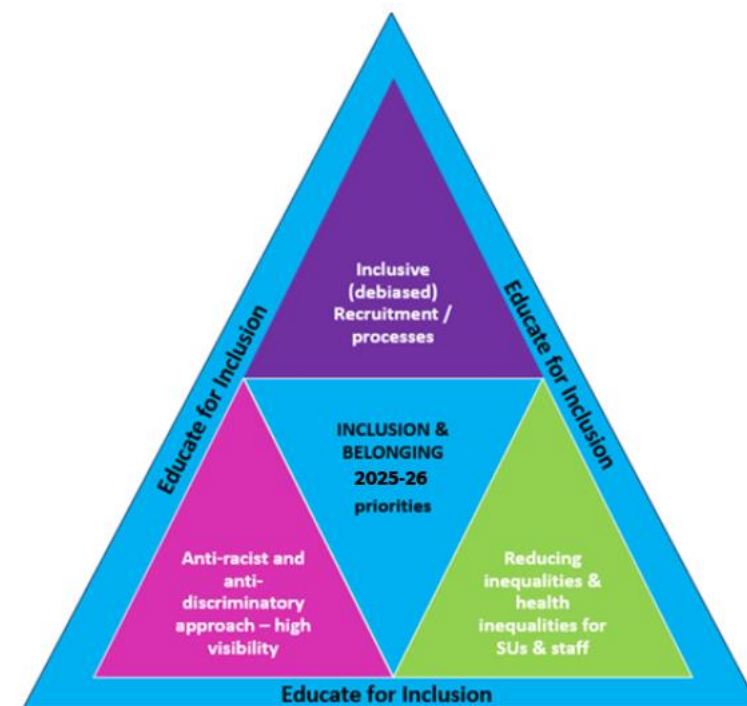 Inclusive
(debiased)
Recruitment /
processes
Educate for Inclusion
Educate for Inclusion
INCLUSION &
BELONGING
2025-26
priorities
Anti-racist and
anti-
discriminatory
approach – high
visibility
Reducing
inequalities &
health
inequalities for
SUs & staff
Educate for Inclusion